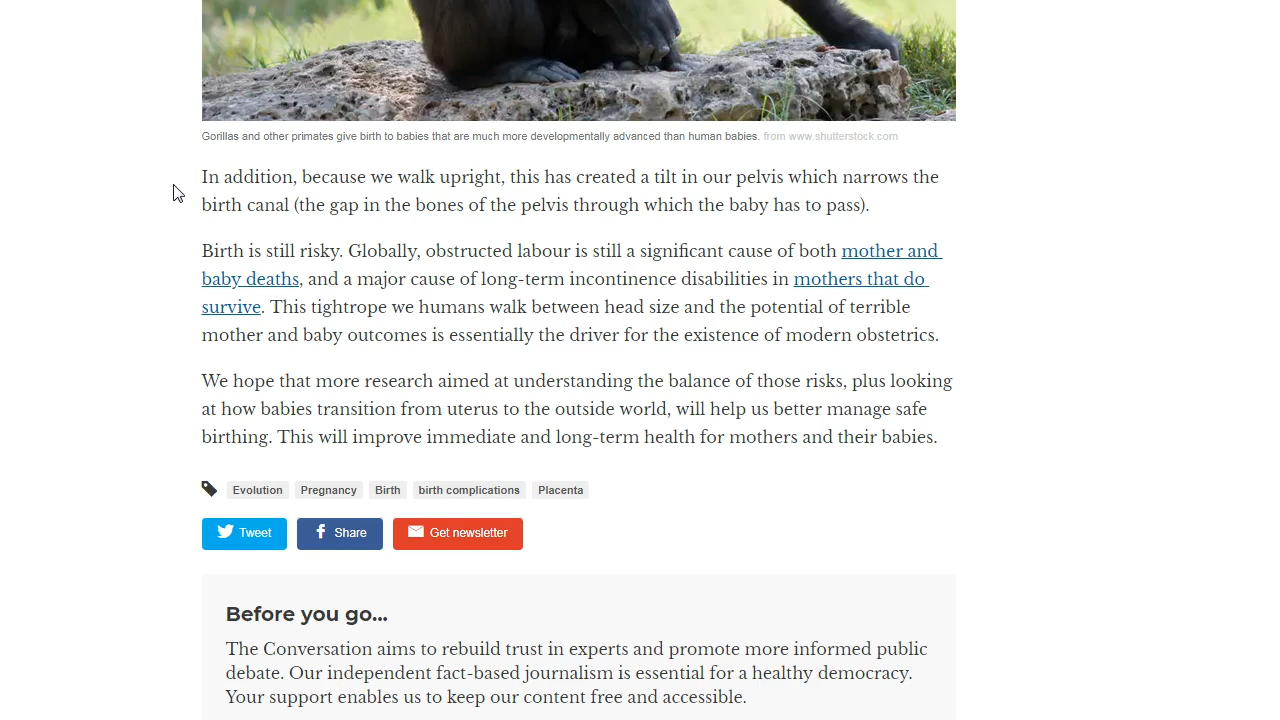 Gorillas and other primates give birth to babies that are much more developmentally advanced than human babies. from www.shutterstock.com
In addition, because we walk upright, this has created a tilt in our pelvis which narrows the
birth canal (the gap in the bones of the pelvis through which the baby has to pass).
Birth is still risky. Globally, obstructed labour is still a significant cause of both mother and
baby deaths, and a major cause of long-term incontinence disabilities in mothers that do
survive. This tightrope we humans walk between head size and the potential of terrible
mother and baby outcomes is essentially the driver for the existence of modern obstetrics.
We hope that more research aimed at understanding the balance of those risks, plus looking
at how babies transition from uterus to the outside world, will help us better manage safe
birthing. This will improve immediate and long-term health for mothers and their babies.
Evolution Pregnancy Birth birth complications Placenta
Tweet Share Get newsletter
Before you go...
The Conversation aims to rebuild trust in experts and promote more informed public
debate. Our independent fact-based journalism is essential for a healthy democracy.
Your support enables us to keep our content free and accessible.